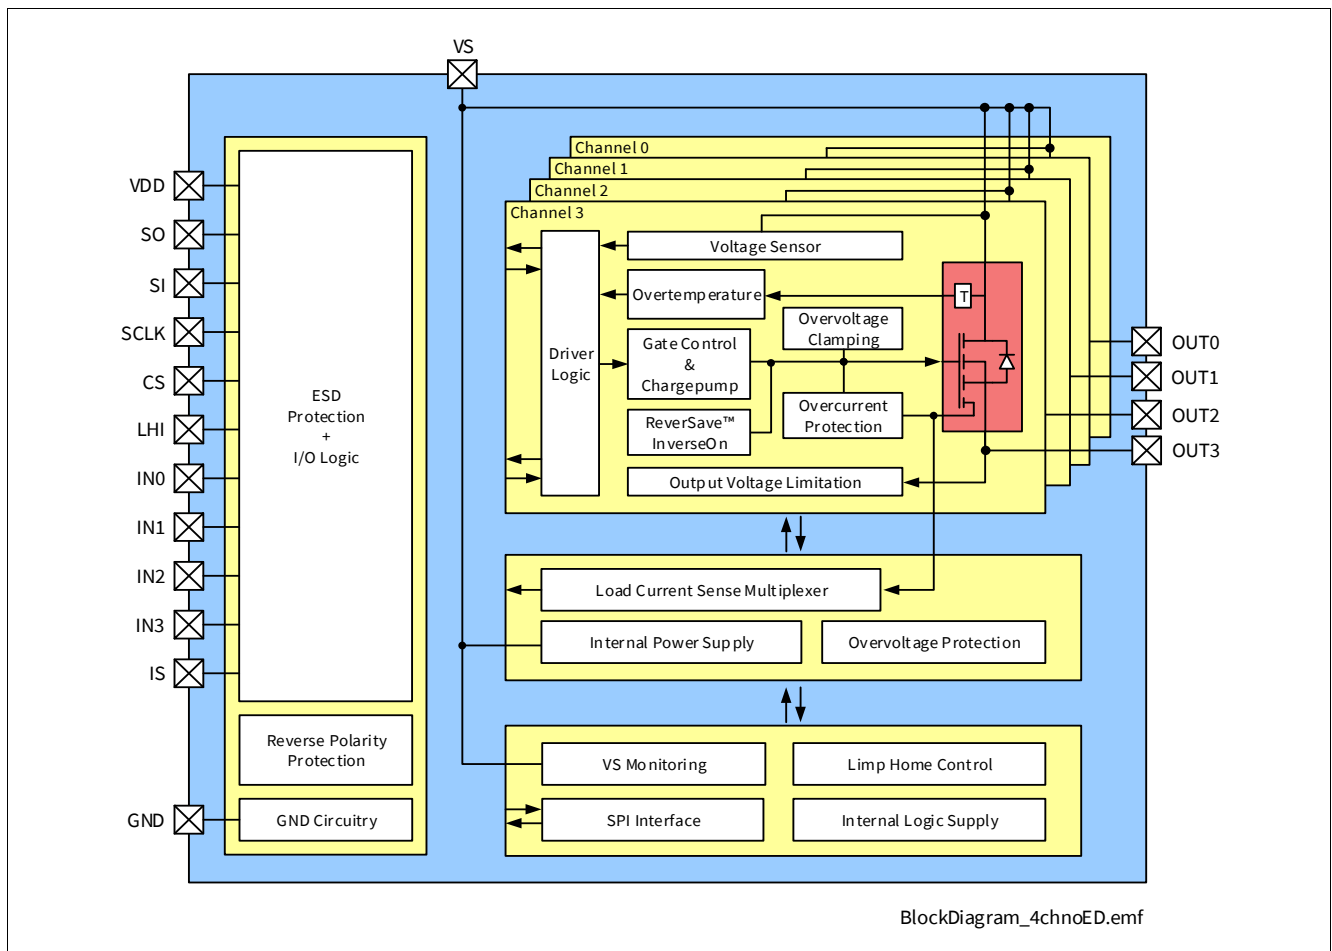 VS
VDD
SO
SI
SCLK
CS
LHI
IN0
IN1
IN2
IN3
IS
GND
ESD
Protection
+
I/O Logic
Reverse Polarity
Protection
GND Circuitry
Channel 0
Channel 1
Channel 2
Channel 3
Driver
Logic
Voltage Sensor
Overtemperature
T
Overvoltage
Clamping
Gate Control
&
Chargepump
Overcurrent
Protection
ReverSave™
InverseOn
Output Voltage Limitation
OUT0
OUT1
OUT2
OUT3
Load Current Sense Multiplexer
Internal Power Supply
Overvoltage Protection
VS Monitoring
Limp Home Control
SPI Interface
Internal Logic Supply
BlockDiagram_4chnoED.emf